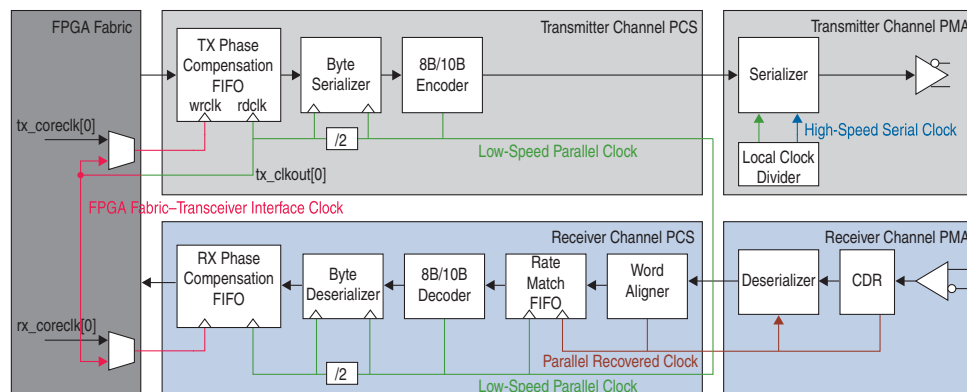 FPGA Fabric
Transmitter Channel PCS
Transmitter Channel PMA
TX Phase
Compensation
FIFO
wrclk rdclk
Byte
Serializer
8B/10B
Encoder
Serializer
tx_coreclk[0]
/2
High-Speed Serial Clock
Low-Speed Parallel Clock
Local Clock
Divider
tx_clkout[0]
FPGA Fabric–Transceiver Interface Clock
Receiver Channel PCS
Receiver Channel PMA
RX Phase
Compensation
FIFO
Byte
Deserializer
8B/10B
Decoder
Rate
Match
FIFO
Word
Aligner
Deserializer
CDR
rx_coreclk[0]
Parallel Recovered Clock
/2
Low-Speed Parallel Clock